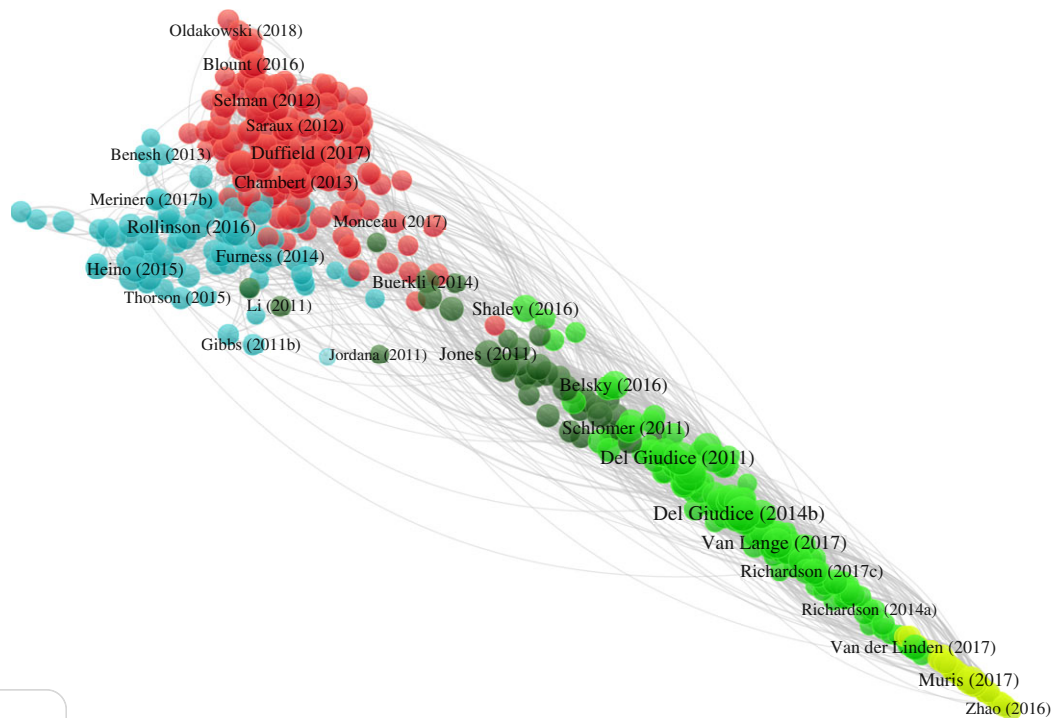 Oldakowski (2018)
Blount (2016)
Selman (2012)
Saraux (2012)
Benesh (2013)
Duffield (2017)
Chambert (2013)
Merinero (2017b)
Monceau (2017)
Rollinson (2016)
Furness (2014)
Heino (2015)
Buerkli (2014)
Thorson (2015)
Li (2011)
Shalev (2016)
Gibbs (2011b)
Jordana (2011)
Jones (2011)
Belsky (2016)
Schlomer (2011)
Del Giudice (2011)
Del Giudice (2014b)
Van Lange (2017)
Richardson (2017c)
Richardson (2014a)
Van der Linden (2017)
Muris (2017)
Zhao (2016)